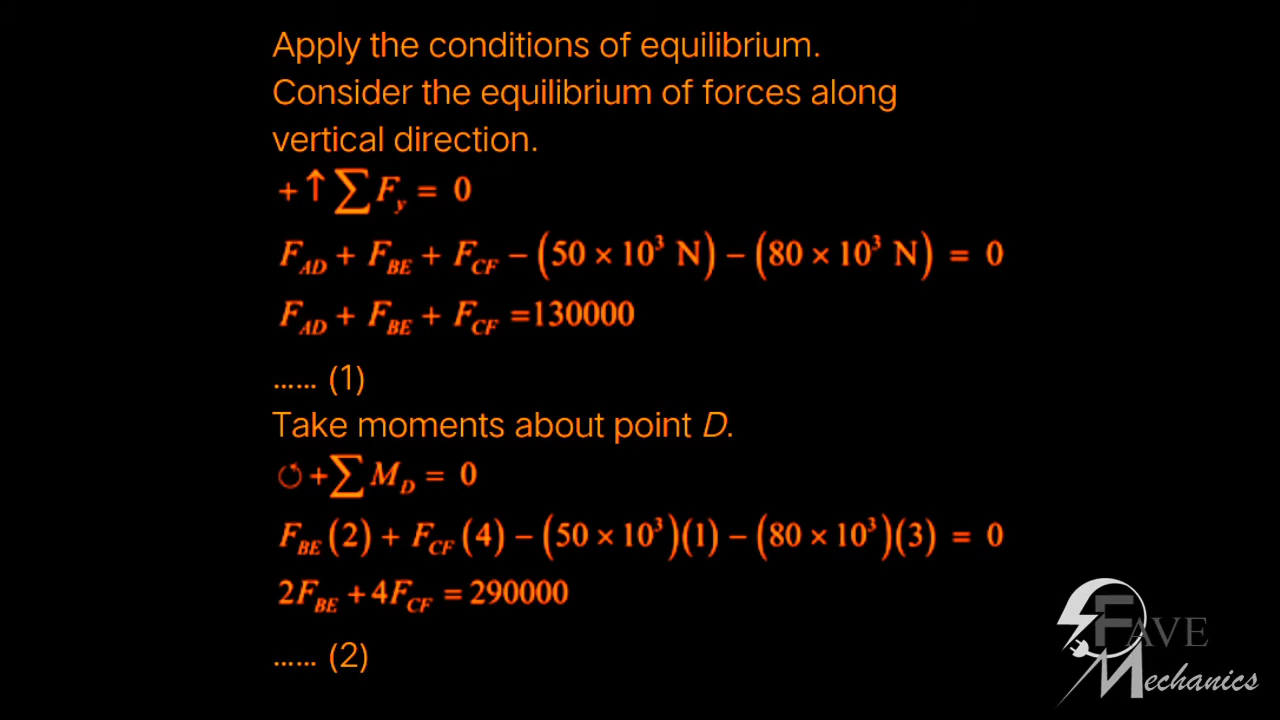 Apply the conditions of equilibrium.
Consider the equilibrium of forces along
vertical direction.
+↑∑F_y = 0
F_AD + F_BE + F_CF − (50 × 10³ N) − (80 × 10³ N) = 0
F_AD + F_BE + F_CF =130000
...... (1)
Take moments about point D.
↺+∑M_D = 0
F_BE(2) + F_CF(4) − (50 × 10³)(1) − (80 × 10³)(3) = 0
2F_BE + 4F_CF = 290000
...... (2)
FAVE
Mechanics